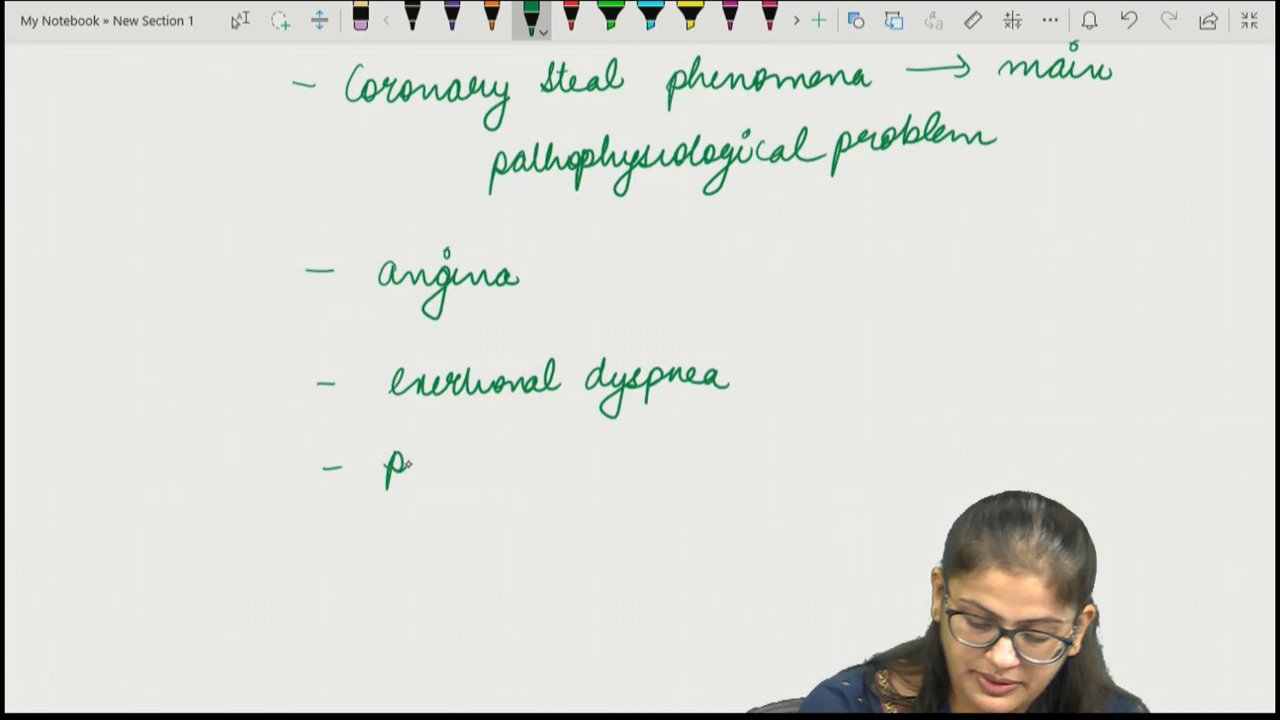 My Notebook » New Section 1
- Coronary Steal phenomena → main
pathophysiological problem
- angina
- exertional dyspnea
- p